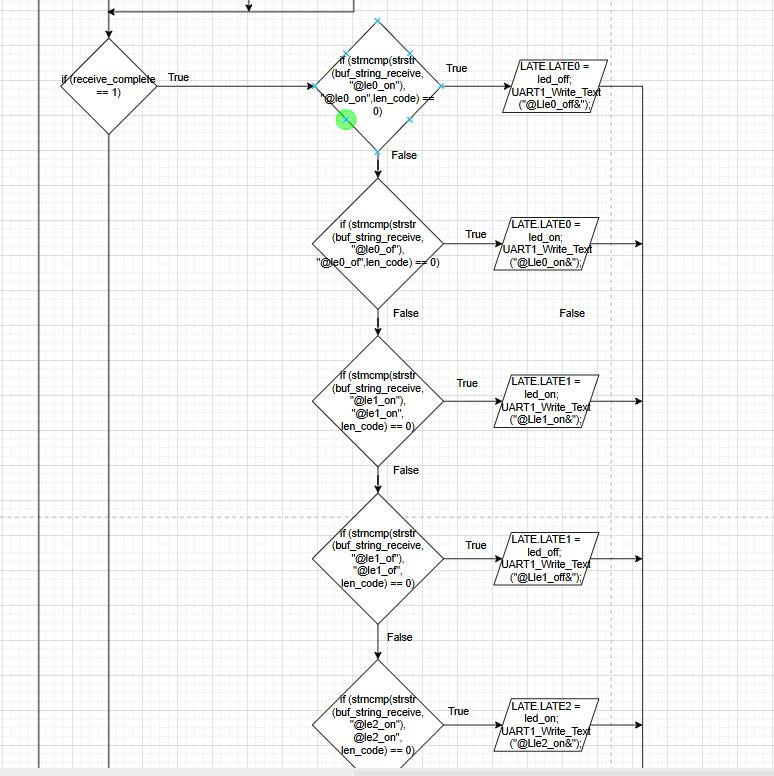 if (receive_complete
== 1)
True
if (strncmp(strstr
(buf_string_receive,
"@le0_on"),
"@le0_on",len_code) ==
0)
True
LATE.LATE0 =
led_off;
UART1_Write_Text
("@Lle0_off&");
False
if (strncmp(strstr
(buf_string_receive,
"@le0_of"),
"@le0_of",len_code) == 0)
True
LATE.LATE0 =
led_on;
UART1_Write_Text
("@Lle0_on&");
False
False
if (strncmp(strstr
(buf_string_receive,
"@le1_on"),
"@le1_on",
len_code) == 0)
True
LATE.LATE1 =
led_on;
UART1_Write_Text
("@Lle1_on&");
False
if (strncmp(strstr
(buf_string_receive,
"@le1_of"),
"@le1_of",
len_code) == 0)
True
LATE.LATE1 =
led_off;
UART1_Write_Text
("@Lle1_off&");
False
if (strncmp(strstr
(buf_string_receive,
"@le2_on"),
@le2_on",
len_code) == 0)
True
LATE.LATE2 =
led_on;
UART1_Write_Text
("@Lle2_on&");